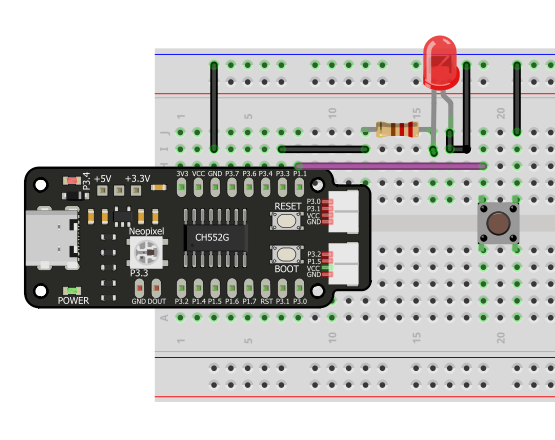 1 5 10 15 20
J
I
H
3V3 VCC GND P3.7 P3.6 P3.4 P3.3 P1.1
P3.4
+5V +3.3V
P3.0
P3.1
VCC
GND
RESET
Neopixel
CH552G
P3.3
BOOT
P3.2
P1.5
VCC
GND
POWER
GND DOUT
P3.2 P1.4 P1.5 P1.6 P1.7 RST P3.1 P3.0
A
1 5 10 15 20